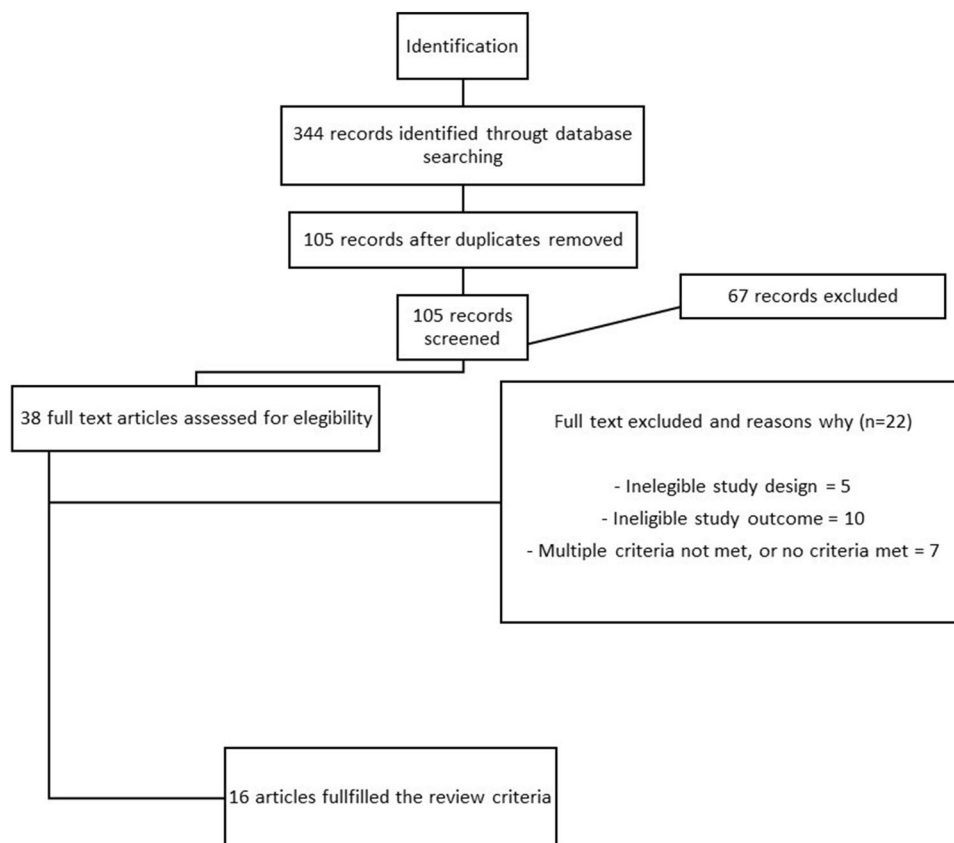 Identification
344 records identified througt database
searching
105 records after duplicates removed
105 records
screened
67 records excluded
38 full text articles assessed for elegibility
Full text excluded and reasons why (n=22)
- Inelegible study design = 5
- Ineligible study outcome = 10
- Multiple criteria not met, or no criteria met = 7
16 articles fullfilled the review criteria